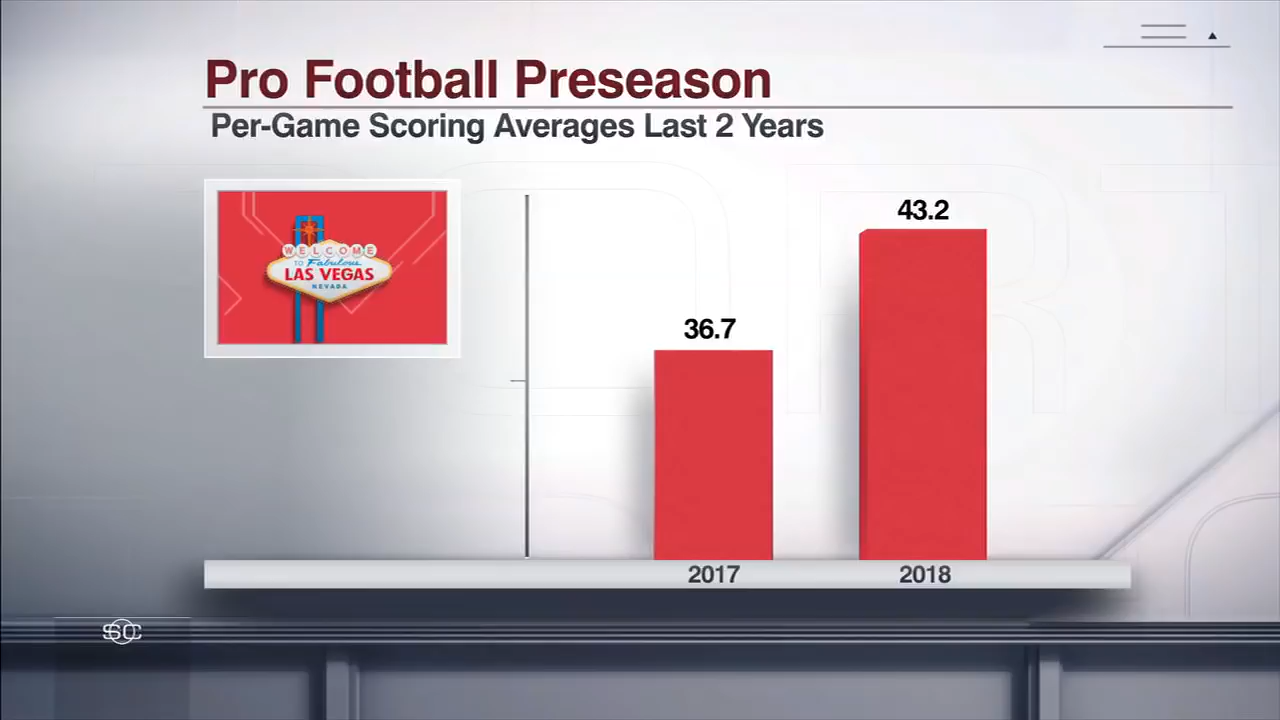 Pro Football Preseason
Per-Game Scoring Averages Last 2 Years
WELCOME
TO Fabulous
LAS VEGAS
NEVADA
43.2
36.7
2017
2018
SC